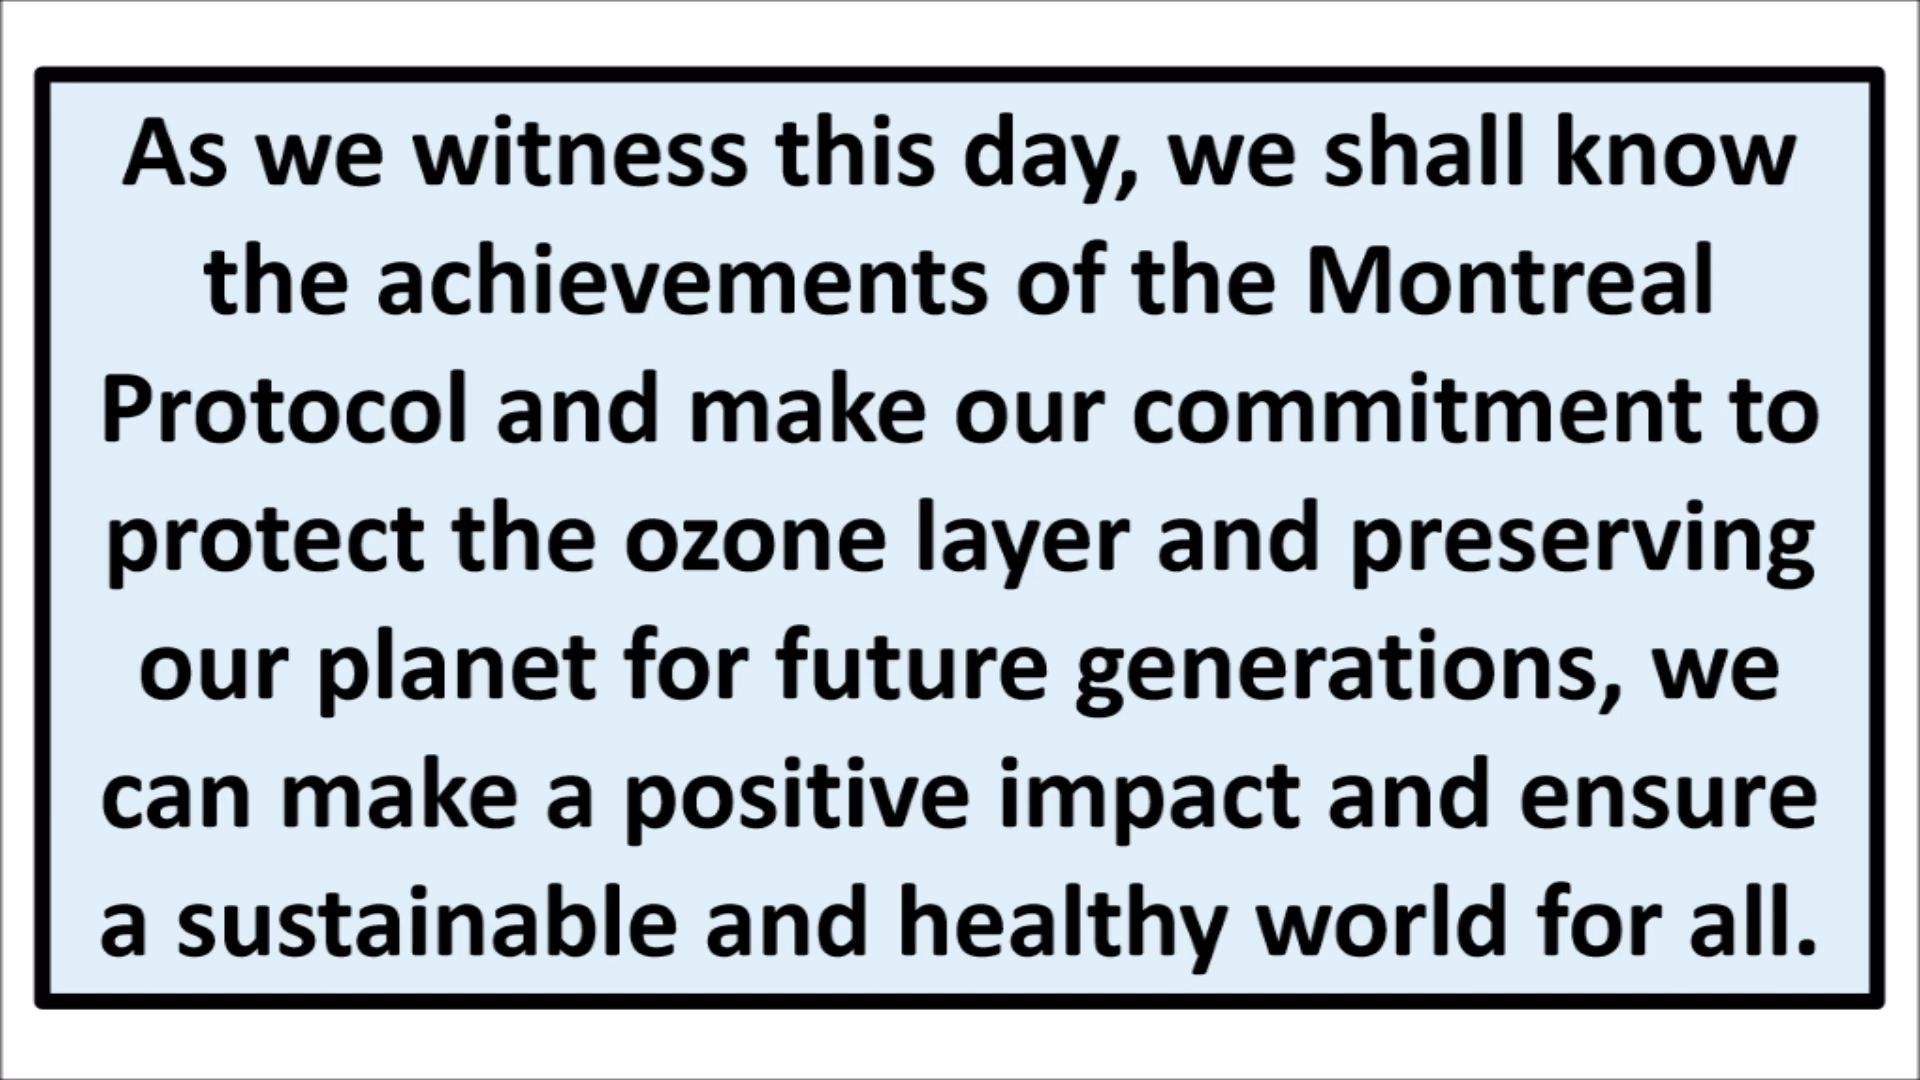 As we witness this day, we shall know
the achievements of the Montreal
Protocol and make our commitment to
protect the ozone layer and preserving
our planet for future generations, we
can make a positive impact and ensure
a sustainable and healthy world for all.